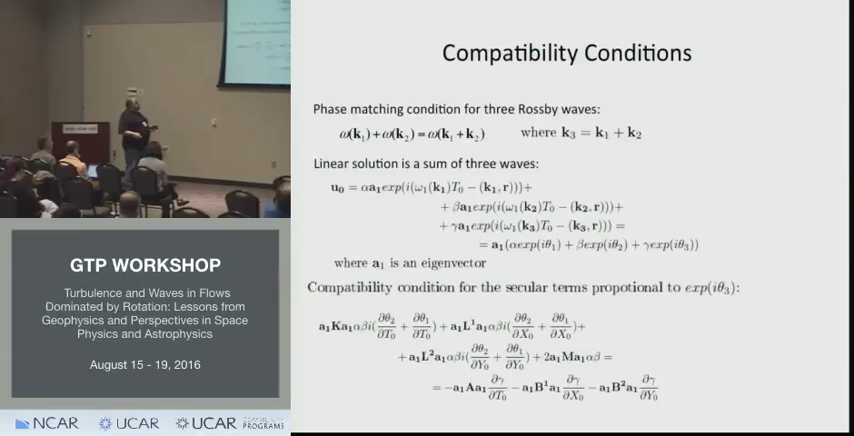 Compatibility Conditions
Phase matching condition for three Rossby waves:
ω(k₁)+ω(k₂)=ω(k₁+k₂) where k₃ = k₁ + k₂
Linear solution is a sum of three waves:
u₀ = αa₁exp(i(ω₁(k₁)T₀ − (k₁,r)))+
+ βa₁exp(i(ω₁(k₂)T₀ − (k₂,r)))+
+ γa₁exp(i(ω₁(k₃)T₀ − (k₃,r))) =
= a₁(αexp(iθ₁) + βexp(iθ₂) + γexp(iθ₃))
where a₁ is an eigenvector
Compatibility condition for the secular terms propotional to exp(iθ₃):
a₁Ka₁αβi(∂θ₂/∂T₀ + ∂θ₁/∂T₀) + a₁L¹a₁αβi(∂θ₂/∂X₀ + ∂θ₁/∂X₀)+
+a₁L²a₁αβi(∂θ₂/∂Y₀ + ∂θ₁/∂Y₀) + 2a₁Ma₁αβ =
= −a₁Aa₁∂γ/∂T₀ − a₁B¹a₁∂γ/∂X₀ − a₁B²a₁∂γ/∂Y₀
GTP WORKSHOP
Turbulence and Waves in Flows
Dominated by Rotation: Lessons from
Geophysics and Perspectives in Space
Physics and Astrophysics
August 15 - 19, 2016
NCAR UCAR UCAR COMMUNITY
PROGRAMS